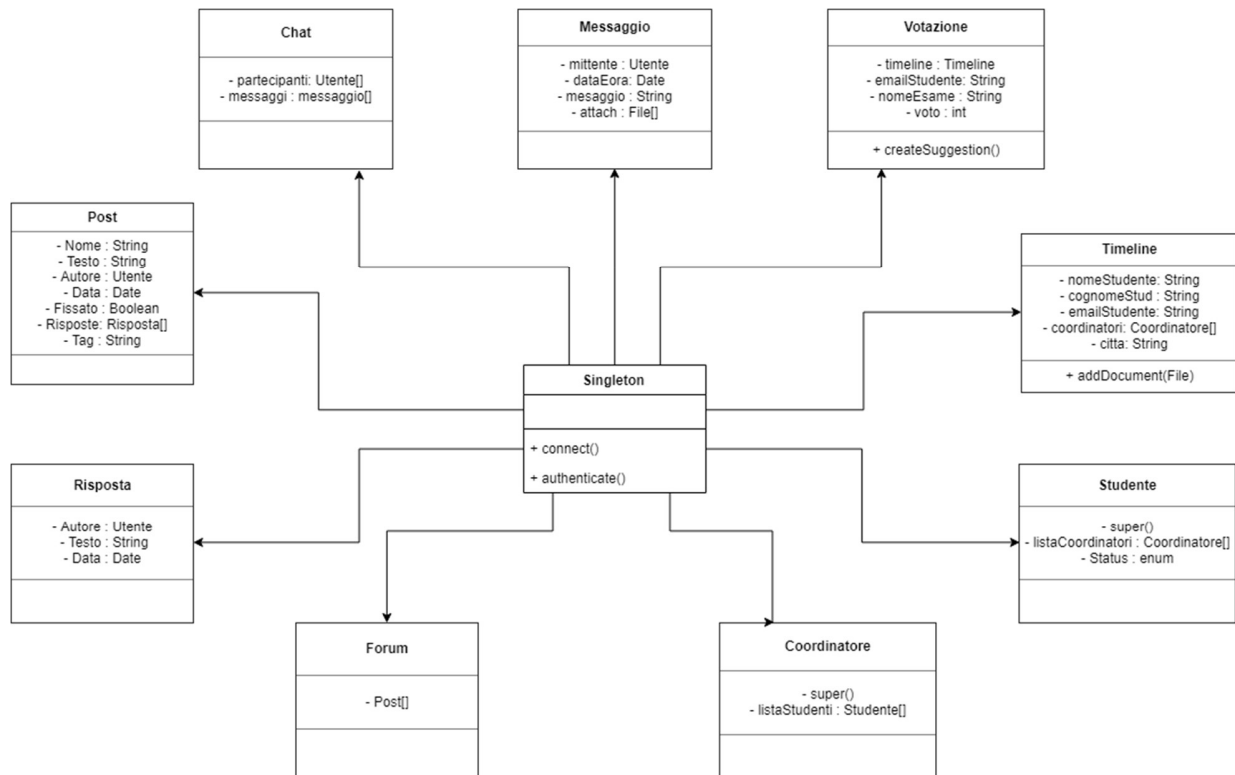 Chat
- partecipanti: Utente[]
- messaggi : messaggio[]
Messaggio
- mittente : Utente
- dataEora: Date
- mesaggio : String
- attach : File[]
Votazione
- timeline : Timeline
- emailStudente: String
- nomeEsame : String
- voto : int
+ createSuggestion()
Post
- Nome : String
- Testo : String
- Autore : Utente
- Data : Date
- Fissato : Boolean
- Risposte: Risposta[]
- Tag : String
Timeline
- nomeStudente: String
- cognomeStud : String
- emailStudente: String
- coordinatori: Coordinatore[]
- citta: String
+ addDocument(File)
Singleton
+ connect()
+ authenticate()
Risposta
- Autore : Utente
- Testo : String
- Data : Date
Studente
- super()
- listaCoordinatori : Coordinatore[]
- Status : enum
Forum
- Post[]
Coordinatore
- super()
- listaStudenti : Studente[]